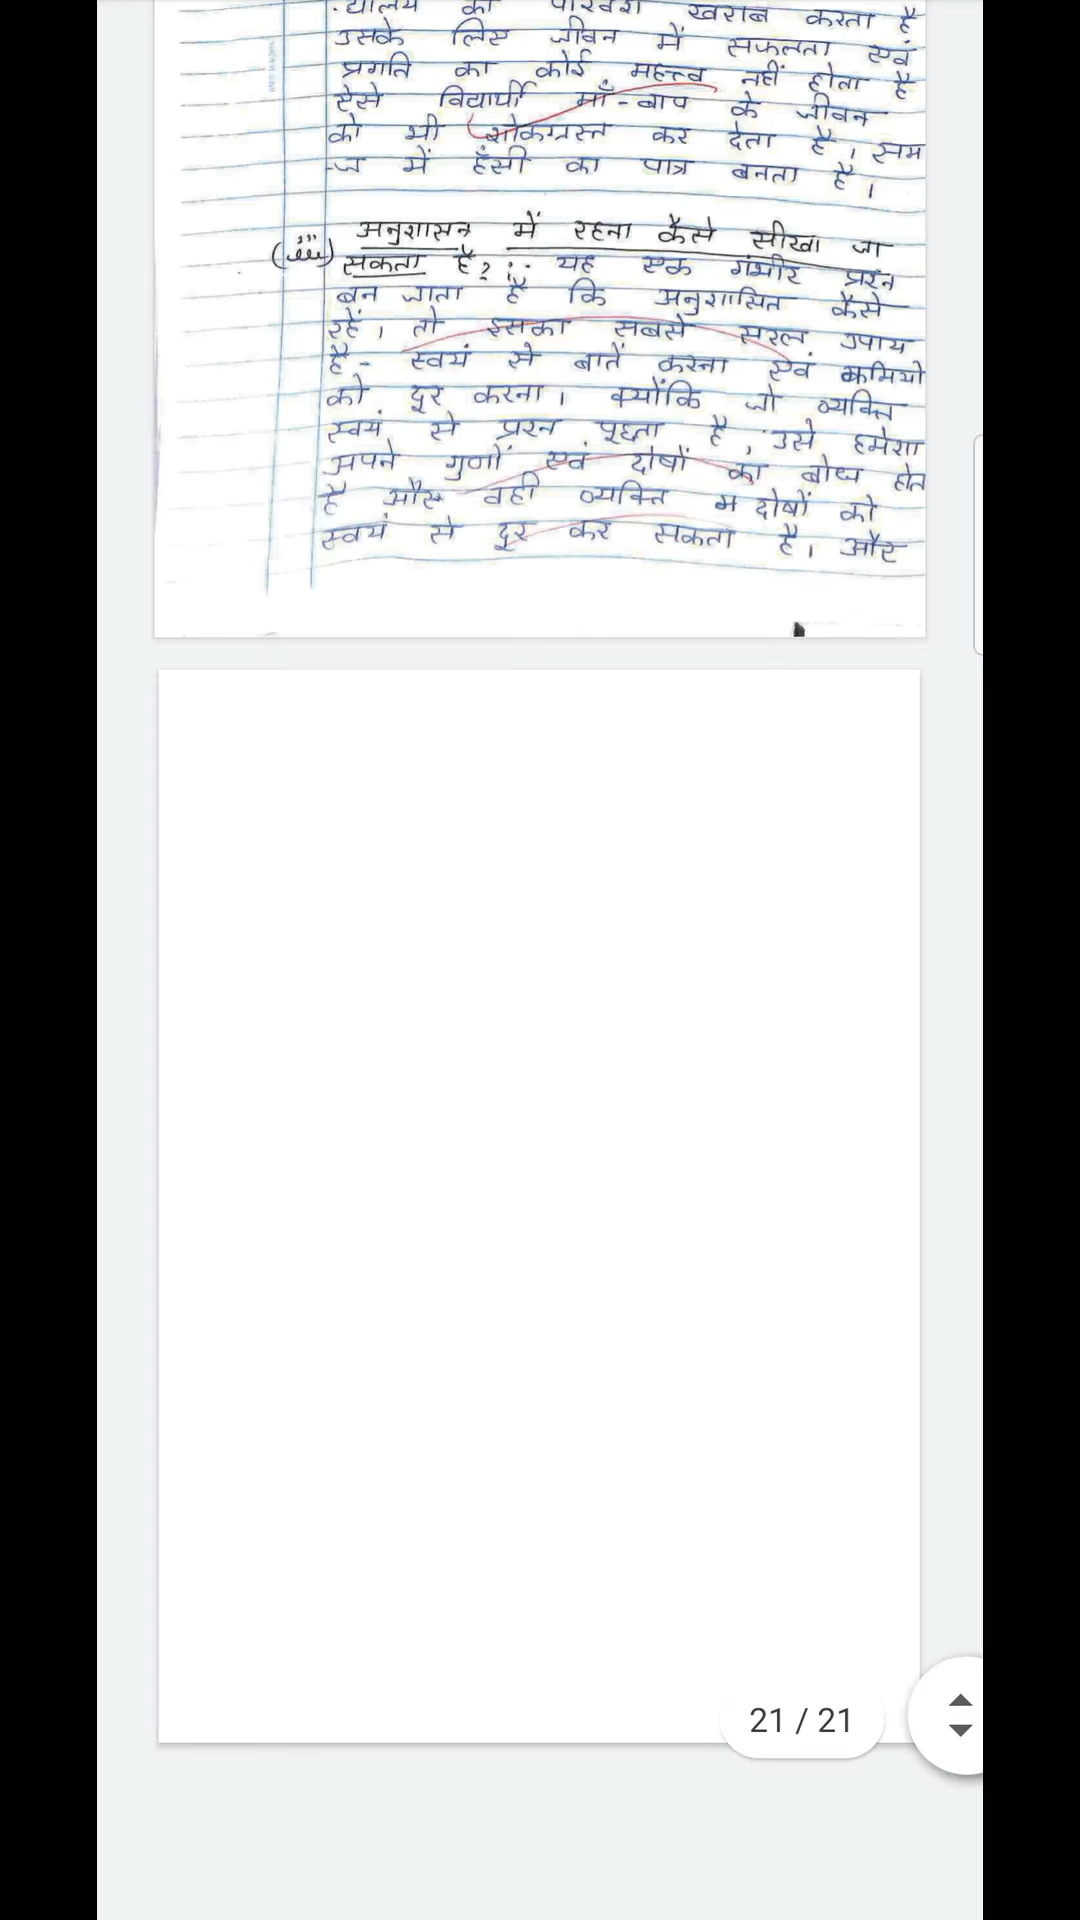 द्यालय का परिवेश खराब करता है
उसके लिए जीवन में सफलता एवं
प्रगति का कोई महत्त्व नहीं होता है
ऐसे विद्यार्थी माँ-बाप के जीवन
को भी शोकग्रस्त कर देता है, सम
-ज में हँसी का पात्र बनता है।
(iii) अनुशासन में रहना कैसे सीखा जा
सकता है? :- यह एक गंभीर प्रश्न
बन जाता है कि अनुशासित कैसे
रहें, तो इसका सबसे सरल उपाय
है - स्वयं से बातें करना एवं कमियो
को दूर करना। क्योंकि जो व्यक्ति
स्वयं से प्रश्न पूछता है, उसे हमेशा
अपने गुणों एवं दोषों का बोध होत
है और वही व्यक्ति दोषों को
स्वयं से दूर कर सकता है। और
21 / 21